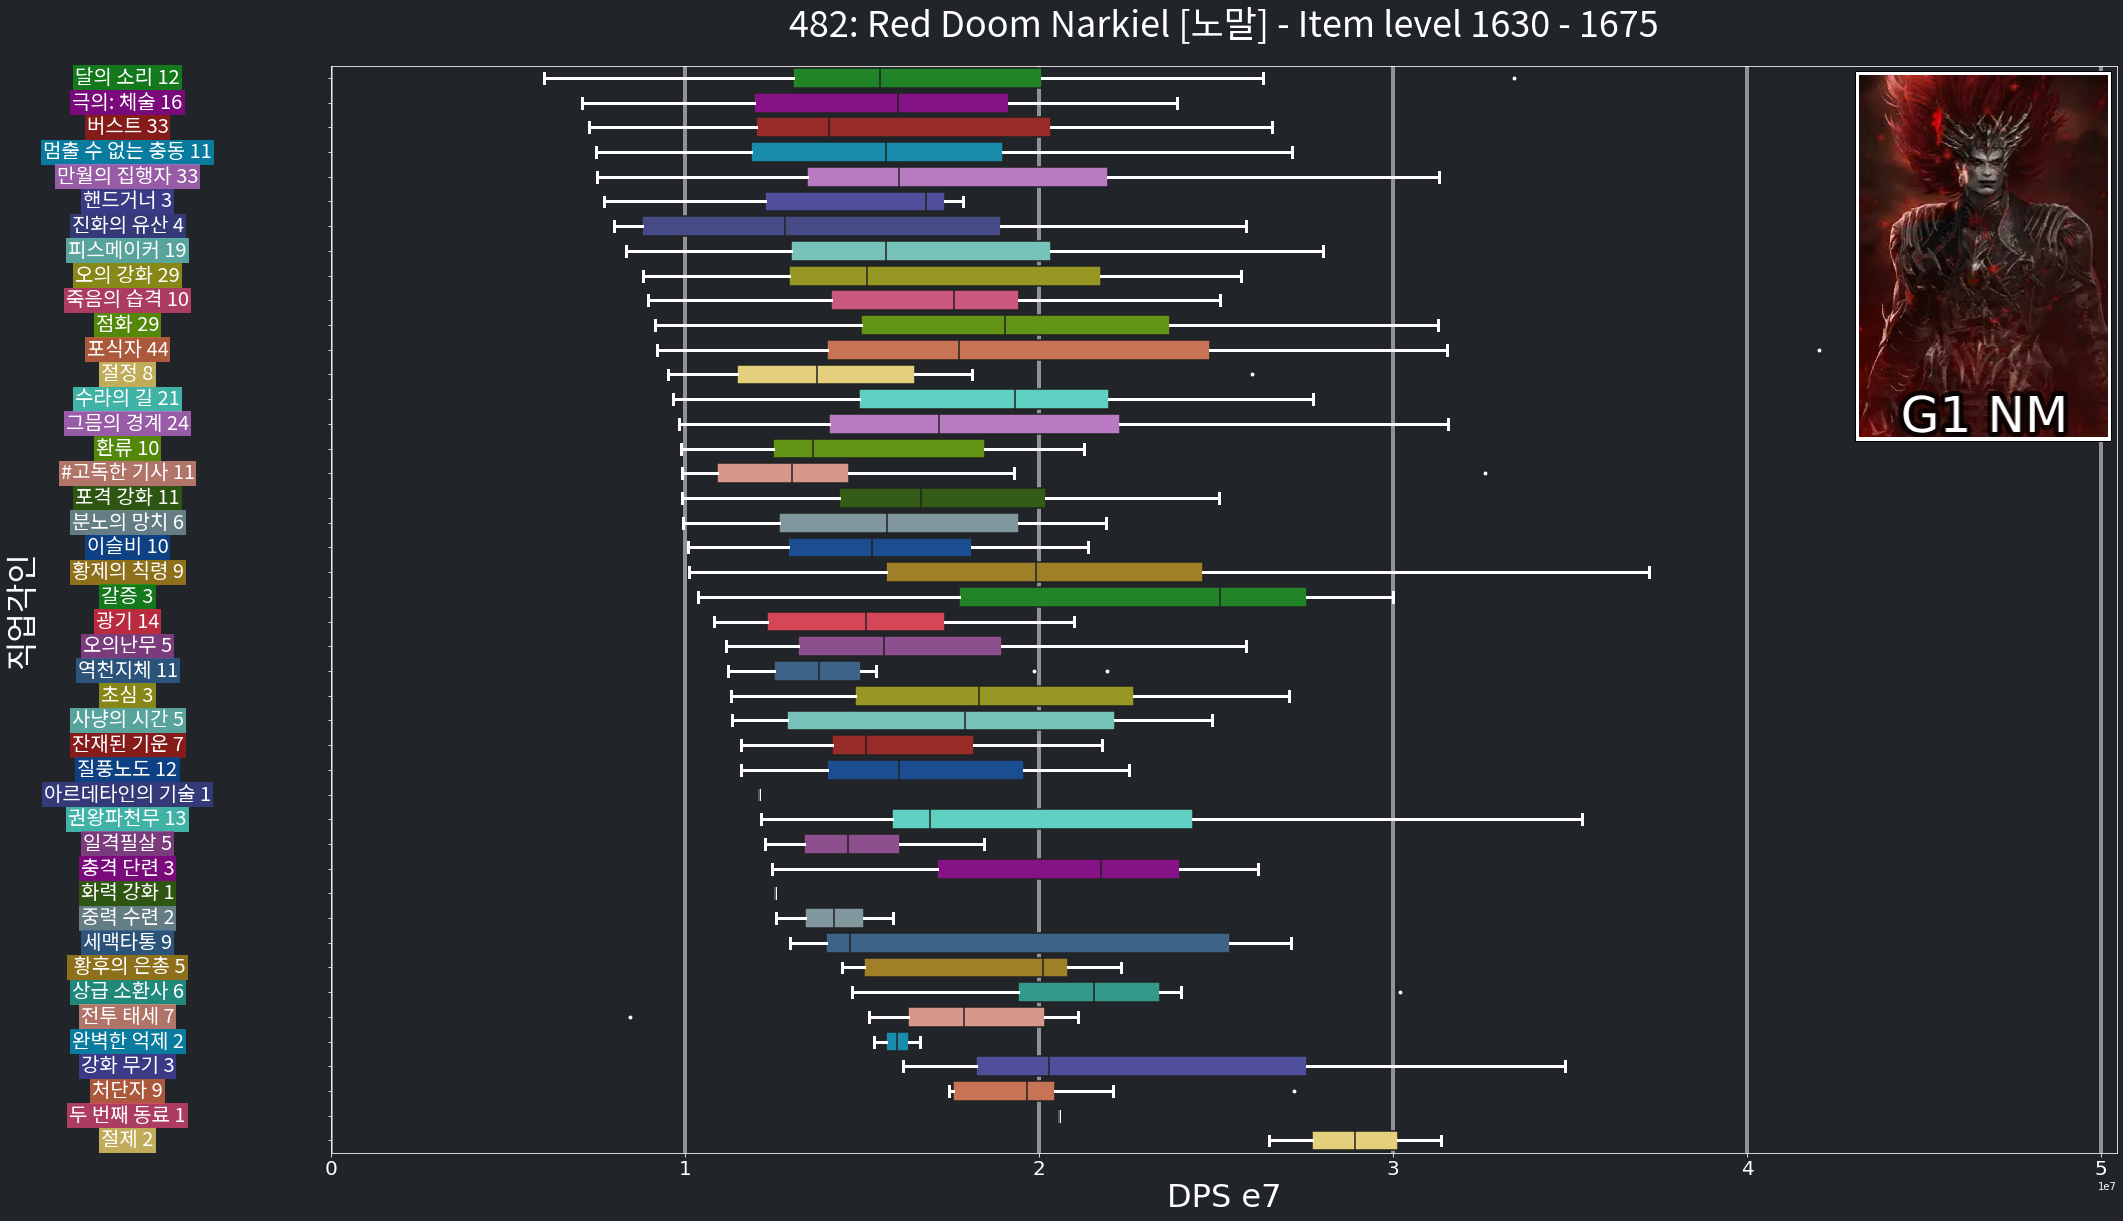 482: Red Doom Narkiel [노말] - Item level 1630 - 1675
달의 소리 12
극의: 체술 16
버스트 33
멈출 수 없는 충동 11
만월의 집행자 33
핸드거너 3
진화의 유산 4
피스메이커 19
오의 강화 29
죽음의 습격 10
점화 29
포식자 44
절정 8
수라의 길 21
그믐의 경계 24
환류 10
#고독한 기사 11
포격 강화 11
분노의 망치 6
이슬비 10
황제의 칙령 9
갈증 3
광기 14
오의난무 5
역천지체 11
초심 3
사냥의 시간 5
잔재된 기운 7
질풍노도 12
아르데타인의 기술 1
권왕파천무 13
일격필살 5
충격 단련 3
화력 강화 1
중력 수련 2
세맥타통 9
황후의 은총 5
상급 소환사 6
전투 태세 7
완벽한 억제 2
강화 무기 3
처단자 9
두 번째 동료 1
절제 2
직업각인
G1 NM
0 1 2 3 4 5
1e7
DPS e7